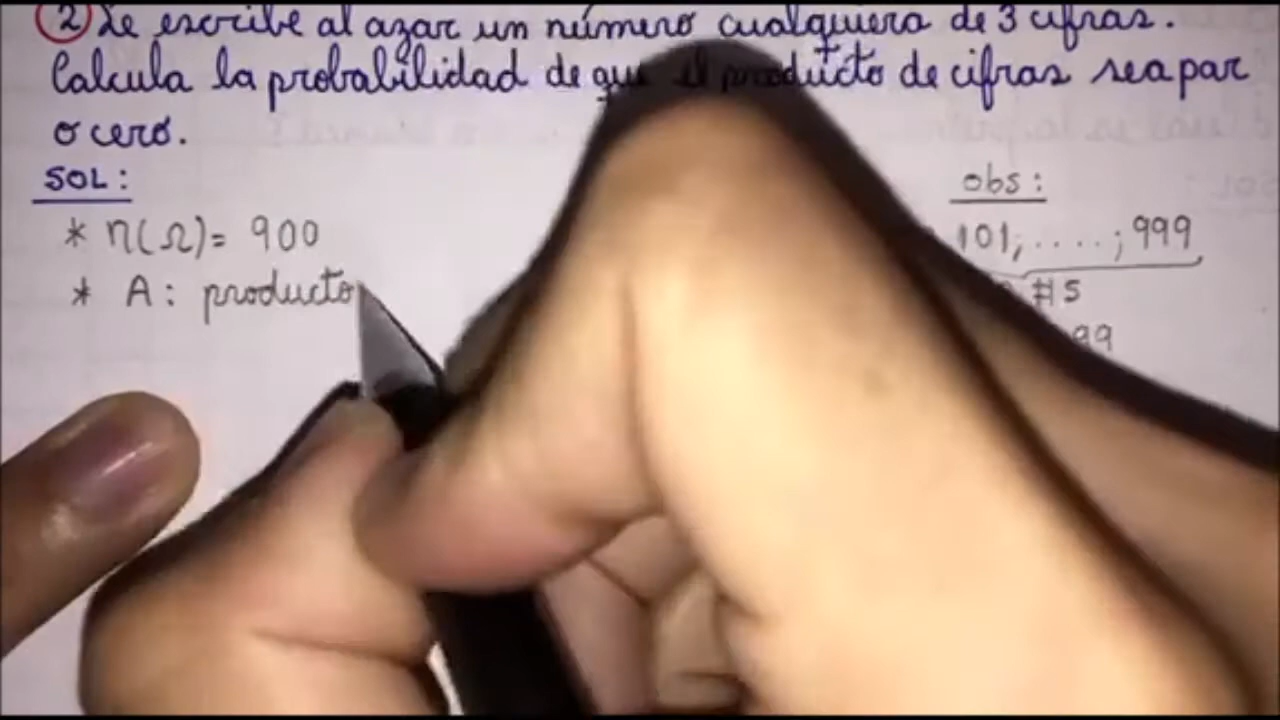 2) Se escribe al azar un número cualquiera de 3 cifras.
Calcula la probabilidad de que el producto de cifras sea par
o cero.
SOL:
* n(Ω)= 900
* A: producto
obs:
101, ....; 999
#s
99